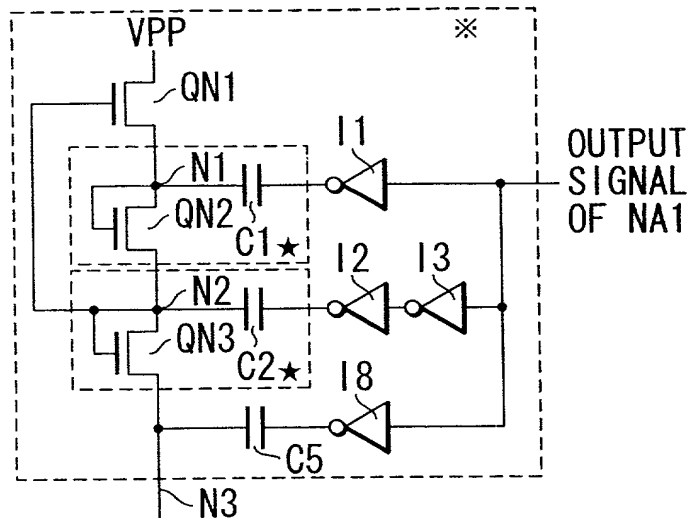 VPP
※
QN1
I1
OUTPUT
SIGNAL
OF NA1
N1
QN2
C1★
I2
I3
N2
QN3
C2★
I8
C5
N3